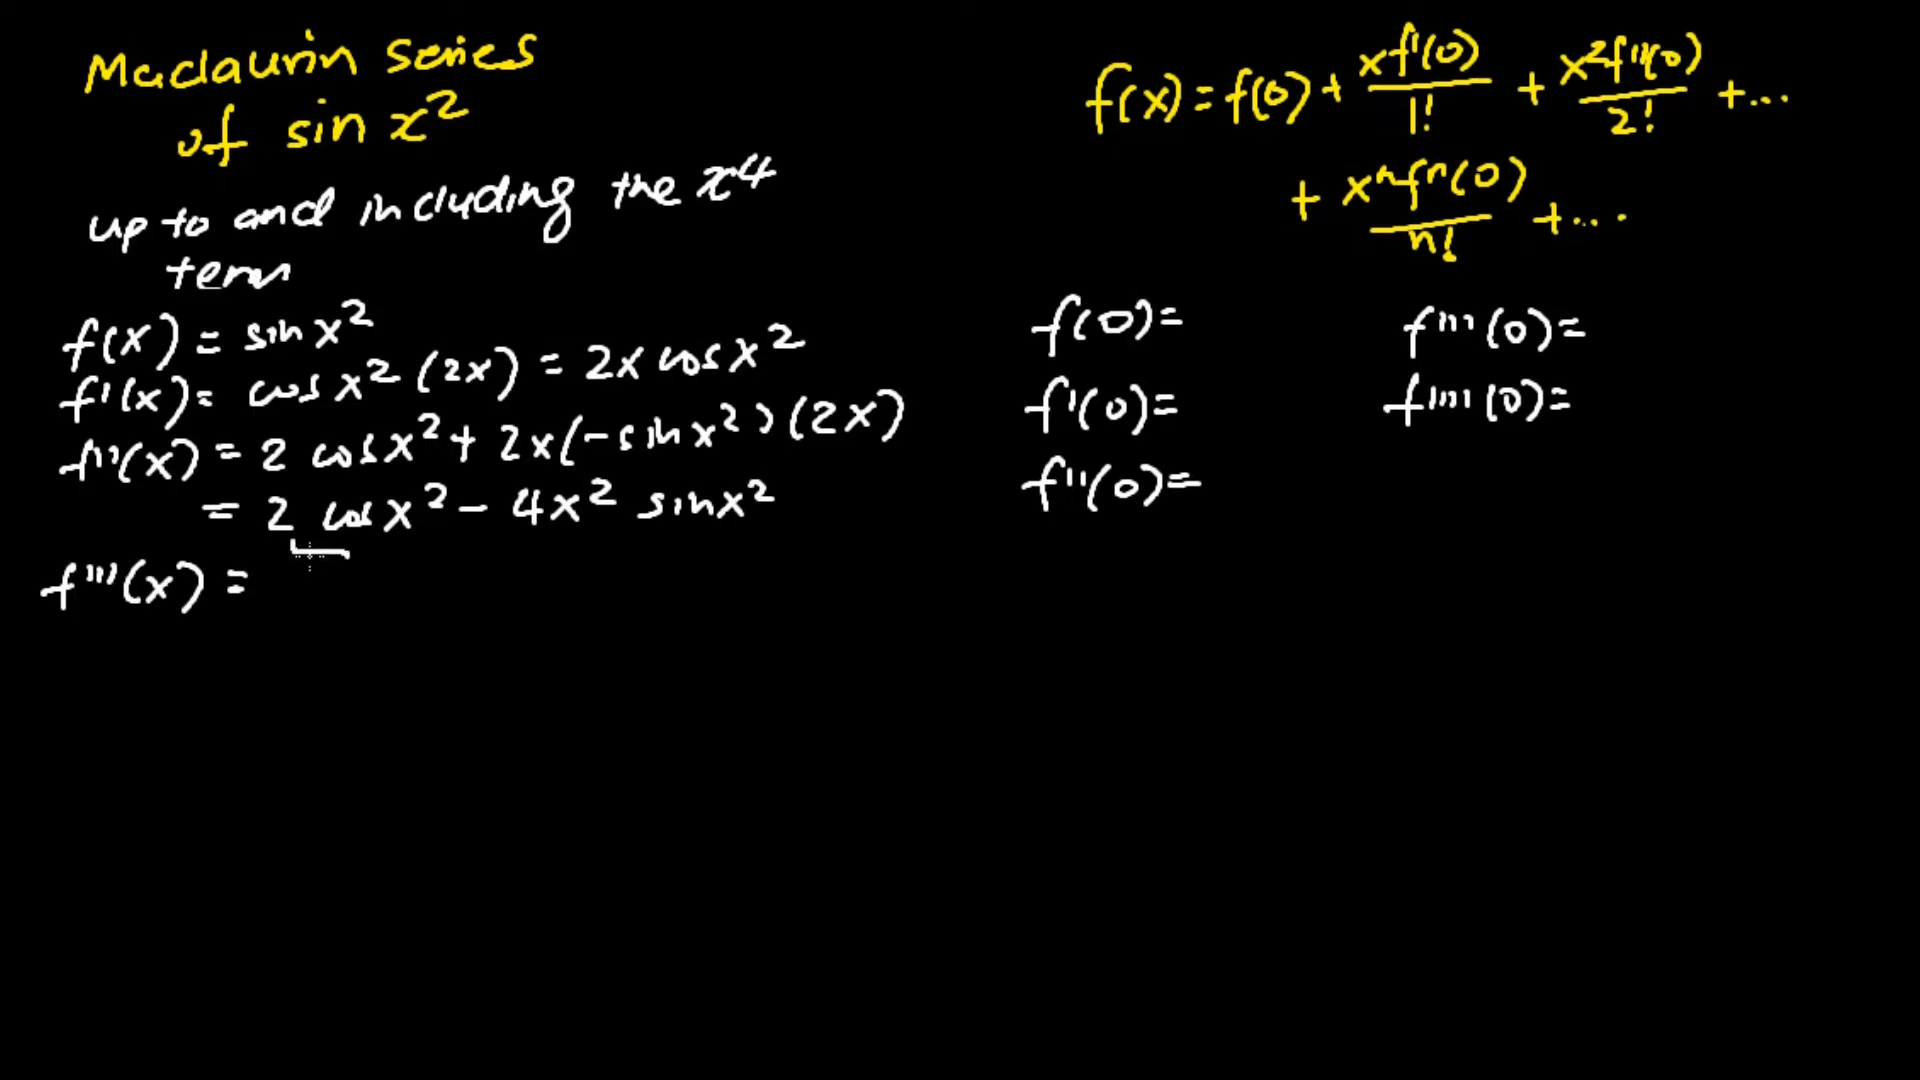 Maclaurin series
of sin x²
up to and including the x⁴
term
f(x) = sin x²
f'(x) = cos x² (2x) = 2x cos x²
f''(x) = 2 cos x² + 2x(-sin x²)(2x)
= 2 cos x² - 4x² sin x²
f'''(x) =
f(x) = f(0) + xf'(0)/1! + x²f''(0)/2! + ...
+ xⁿfⁿ(0)/n! + ...
f(0) =
f'(0) =
f''(0) =
f'''(0) =
f''''(0) =